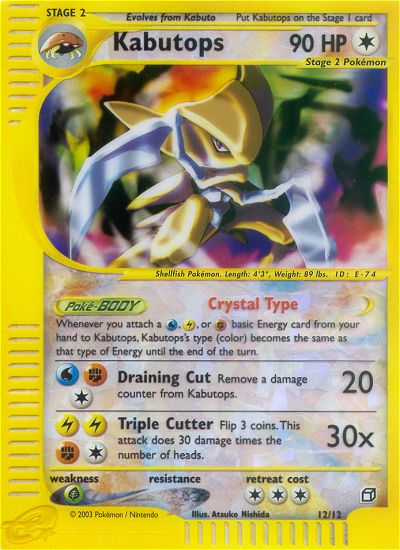 STAGE 2
Evolves from Kabuto
Put Kabutops on the Stage 1 card
Kabutops
90 HP
Stage 2 Pokémon
Shellfish Pokémon. Length: 4'3", Weight: 89 lbs. ID: E-74
Poké-BODY
Crystal Type
Whenever you attach a , , or basic Energy card from your
hand to Kabutops, Kabutops's type (color) becomes the same as
that type of Energy until the end of the turn.
Draining Cut Remove a damage
counter from Kabutops.
20
Triple Cutter Flip 3 coins. This
attack does 30 damage times the
number of heads.
30x
weakness
resistance
retreat cost
© 2003 Pokémon / Nintendo
Illus. Atsuko Nishida
12/12